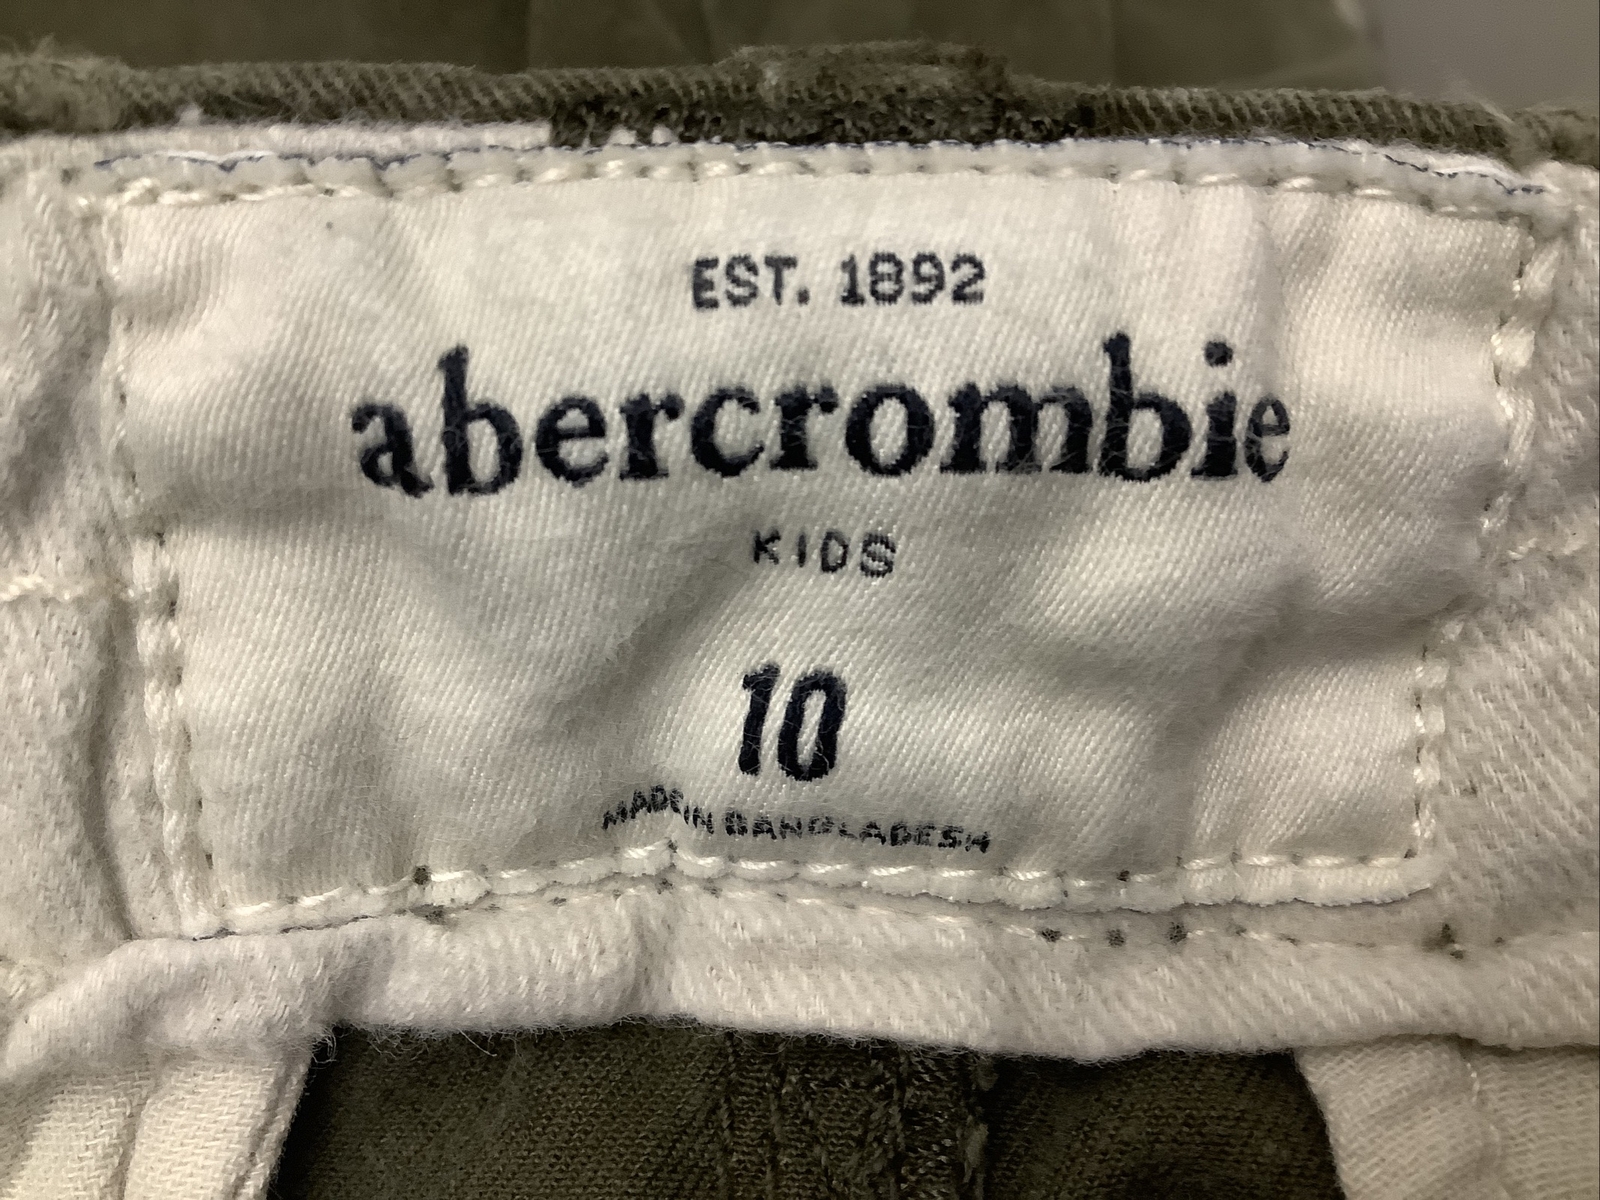 EST. 1892
abercrombie
KIDS
10
MADE IN BANGLADESH